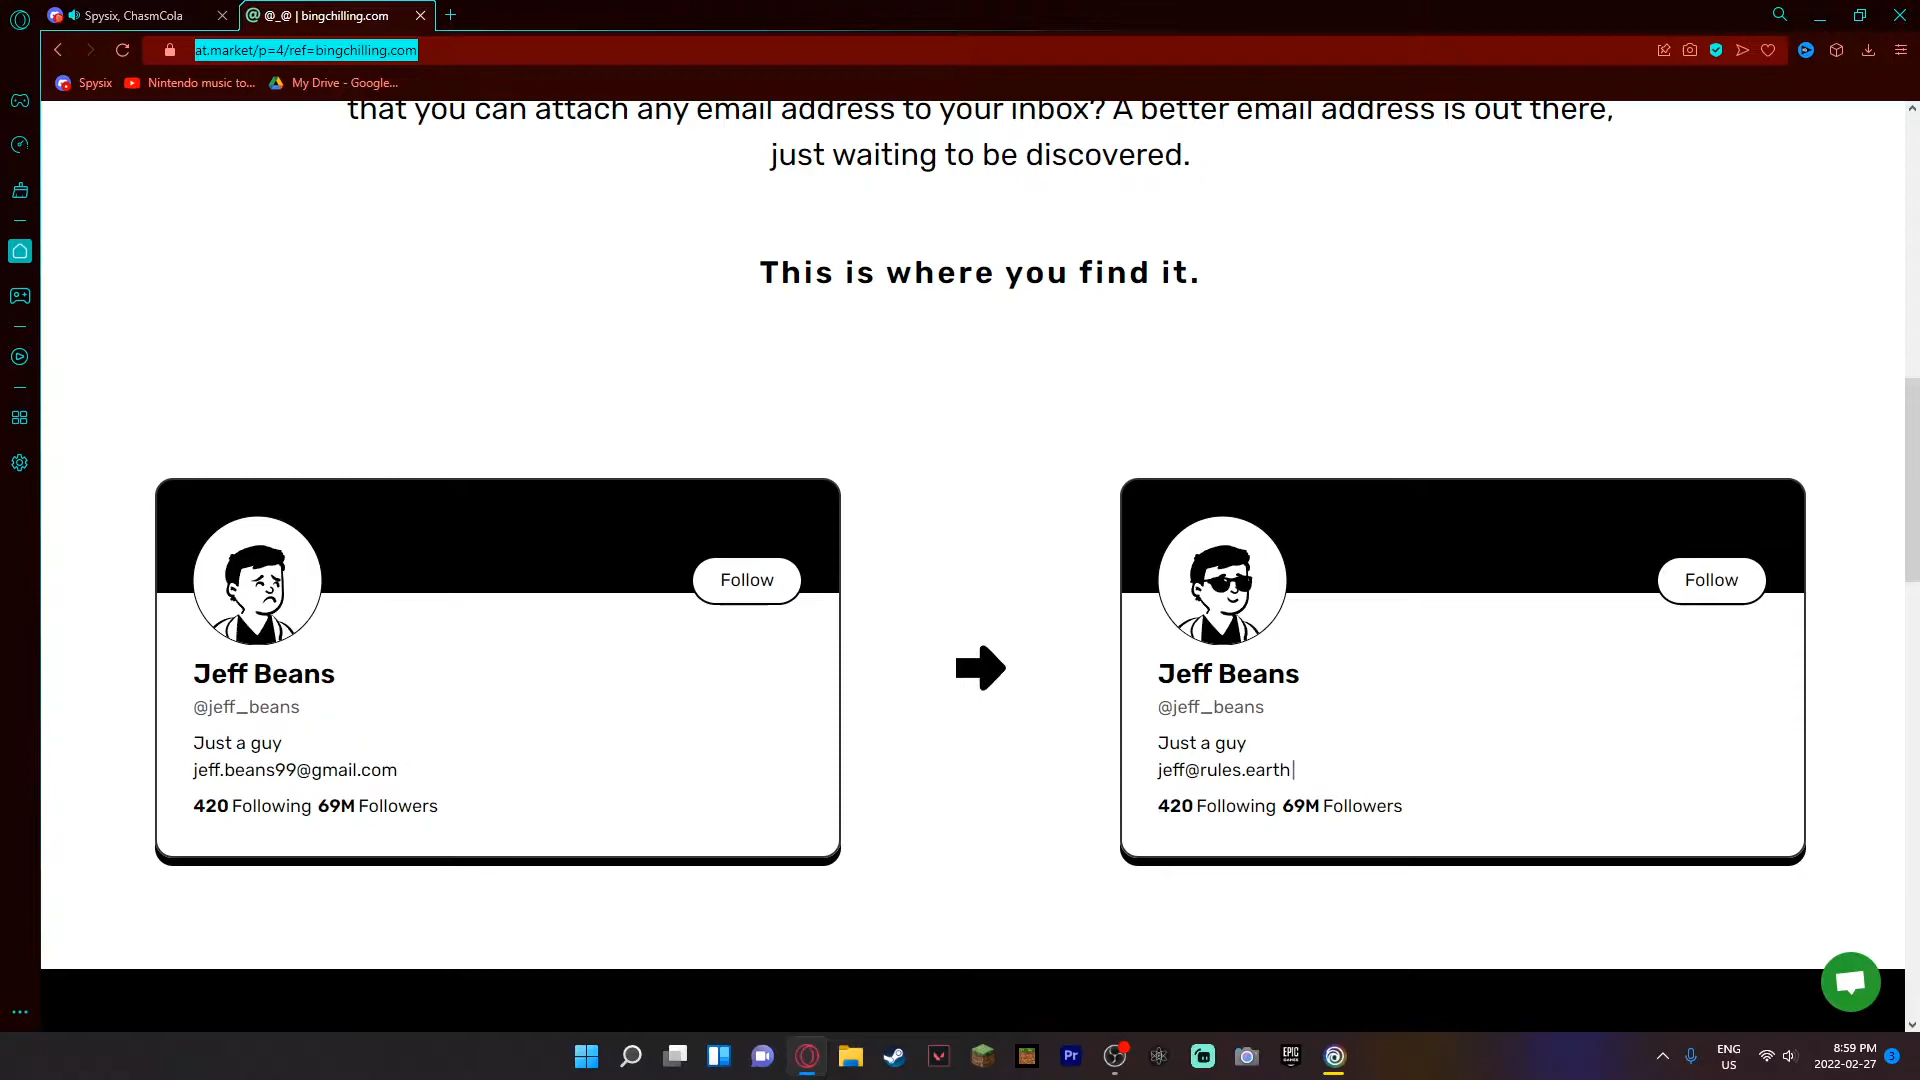 Spysix, ChasmCola
@_@ | bingchilling.com
at.market/p=4/ref=bingchilling.com
Spysix
Nintendo music to...
My Drive - Google...
that you can attach any email address to your inbox? A better email address is out there,
just waiting to be discovered.
This is where you find it.
Follow
Jeff Beans
@jeff_beans
Just a guy
jeff.beans99@gmail.com
420 Following 69M Followers
Follow
Jeff Beans
@jeff_beans
Just a guy
jeff@rules.earth
420 Following 69M Followers
Pr
EPIC
GAMES
ENG
US
8:59 PM
2022-02-27
3